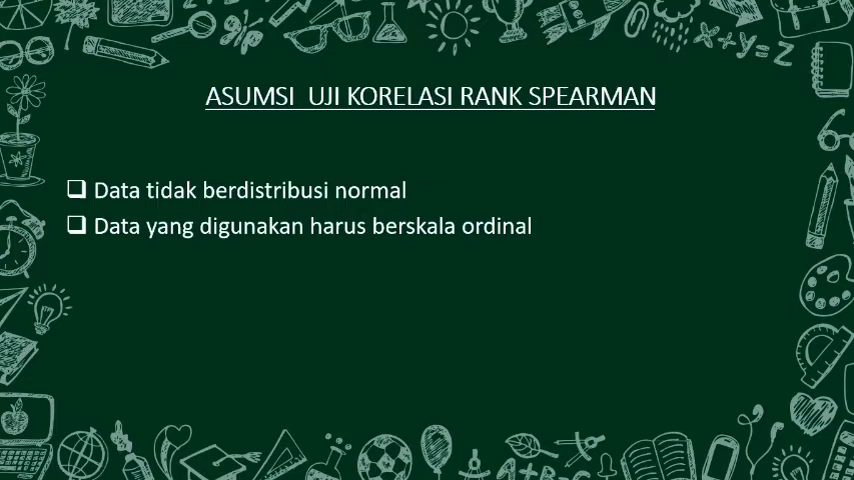 x+y=z
ASUMSI UJI KORELASI RANK SPEARMAN
❑ Data tidak berdistribusi normal
❑ Data yang digunakan harus berskala ordinal